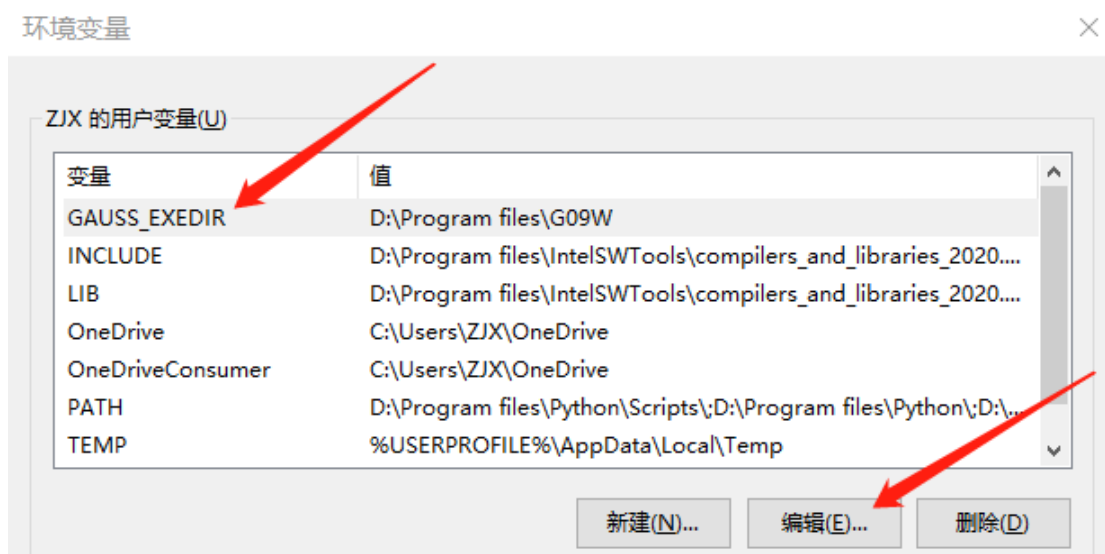 环境变量
ZJX 的用户变量(U)
变量 值
GAUSS_EXEDIR D:\Program files\G09W
INCLUDE D:\Program files\IntelSWTools\compilers_and_libraries_2020....
LIB D:\Program files\IntelSWTools\compilers_and_libraries_2020....
OneDrive C:\Users\ZJX\OneDrive
OneDriveConsumer C:\Users\ZJX\OneDrive
PATH D:\Program files\Python\Scripts\;D:\Program files\Python\;D:\...
TEMP %USERPROFILE%\AppData\Local\Temp
新建(N)... 编辑(E)... 删除(D)